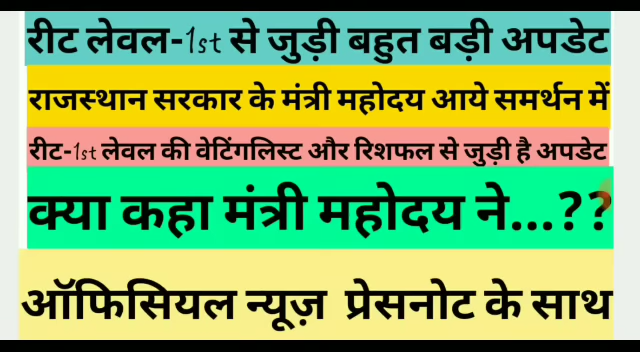 रीट लेवल-1st से जुड़ी बहुत बड़ी अपडेट
राजस्थान सरकार के मंत्री महोदय आये समर्थन में
रीट-1st लेवल की वेटिंगलिस्ट और रिशफल से जुड़ी है अपडेट
क्या कहा मंत्री महोदय ने...??
ऑफिसियल न्यूज़ प्रेसनोट के साथ